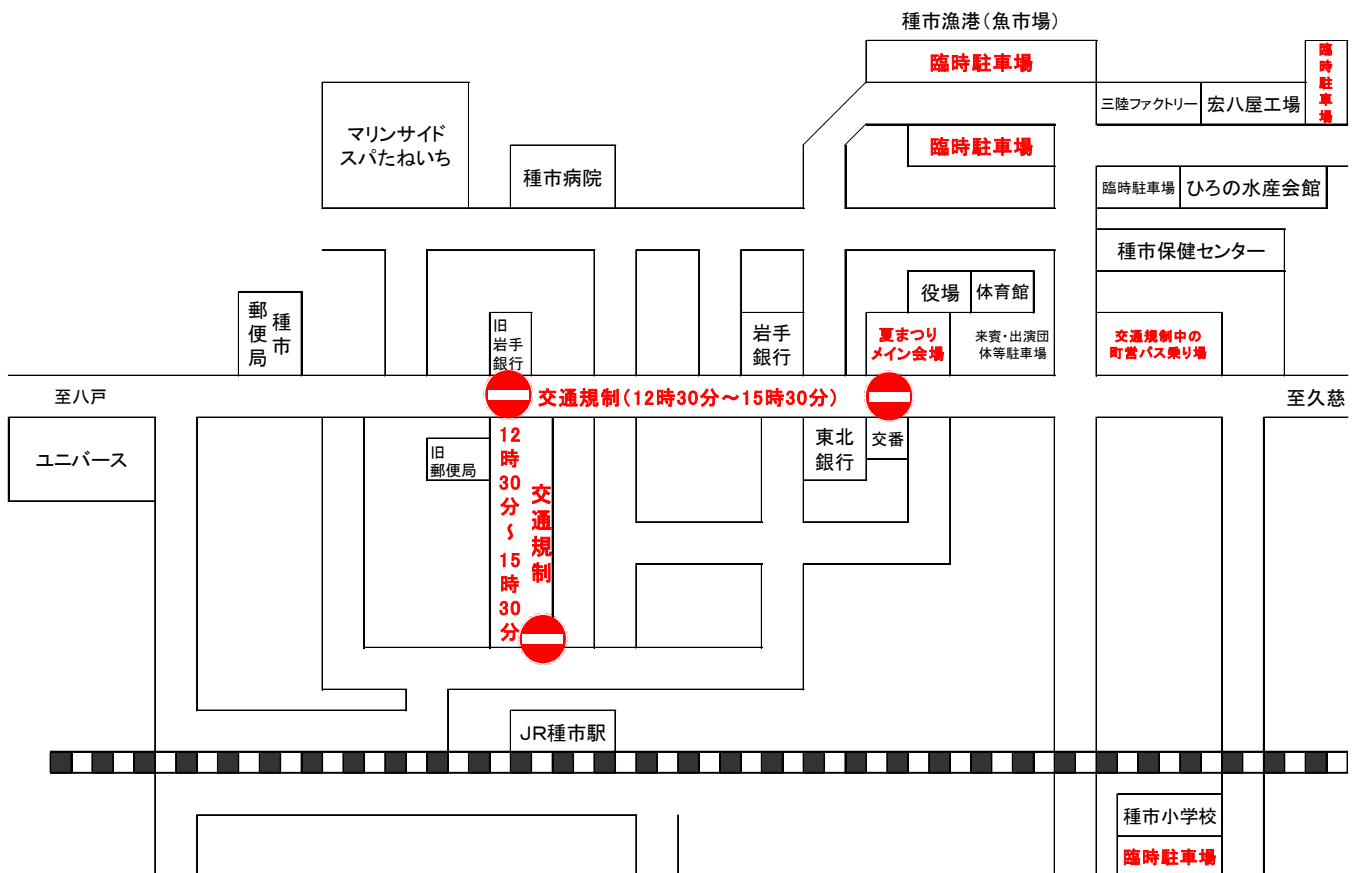 種市漁港(魚市場)
臨時駐車場
臨時駐車場
三陸ファクトリー
宏八屋工場
マリンサイド
スパたねいち
種市病院
臨時駐車場
臨時駐車場
ひろの水産会館
種市保健センター
役場
体育館
種市
郵便局
旧
岩手
銀行
岩手
銀行
夏まつり
メイン会場
来賓・出演団
体等駐車場
交通規制中の
町営バス乗り場
至八戸
交通規制(12時30分～15時30分)
至久慈
ユニバース
旧
郵便局
交通規制
12時30分～15時30分
東北
銀行
交番
JR種市駅
種市小学校
臨時駐車場